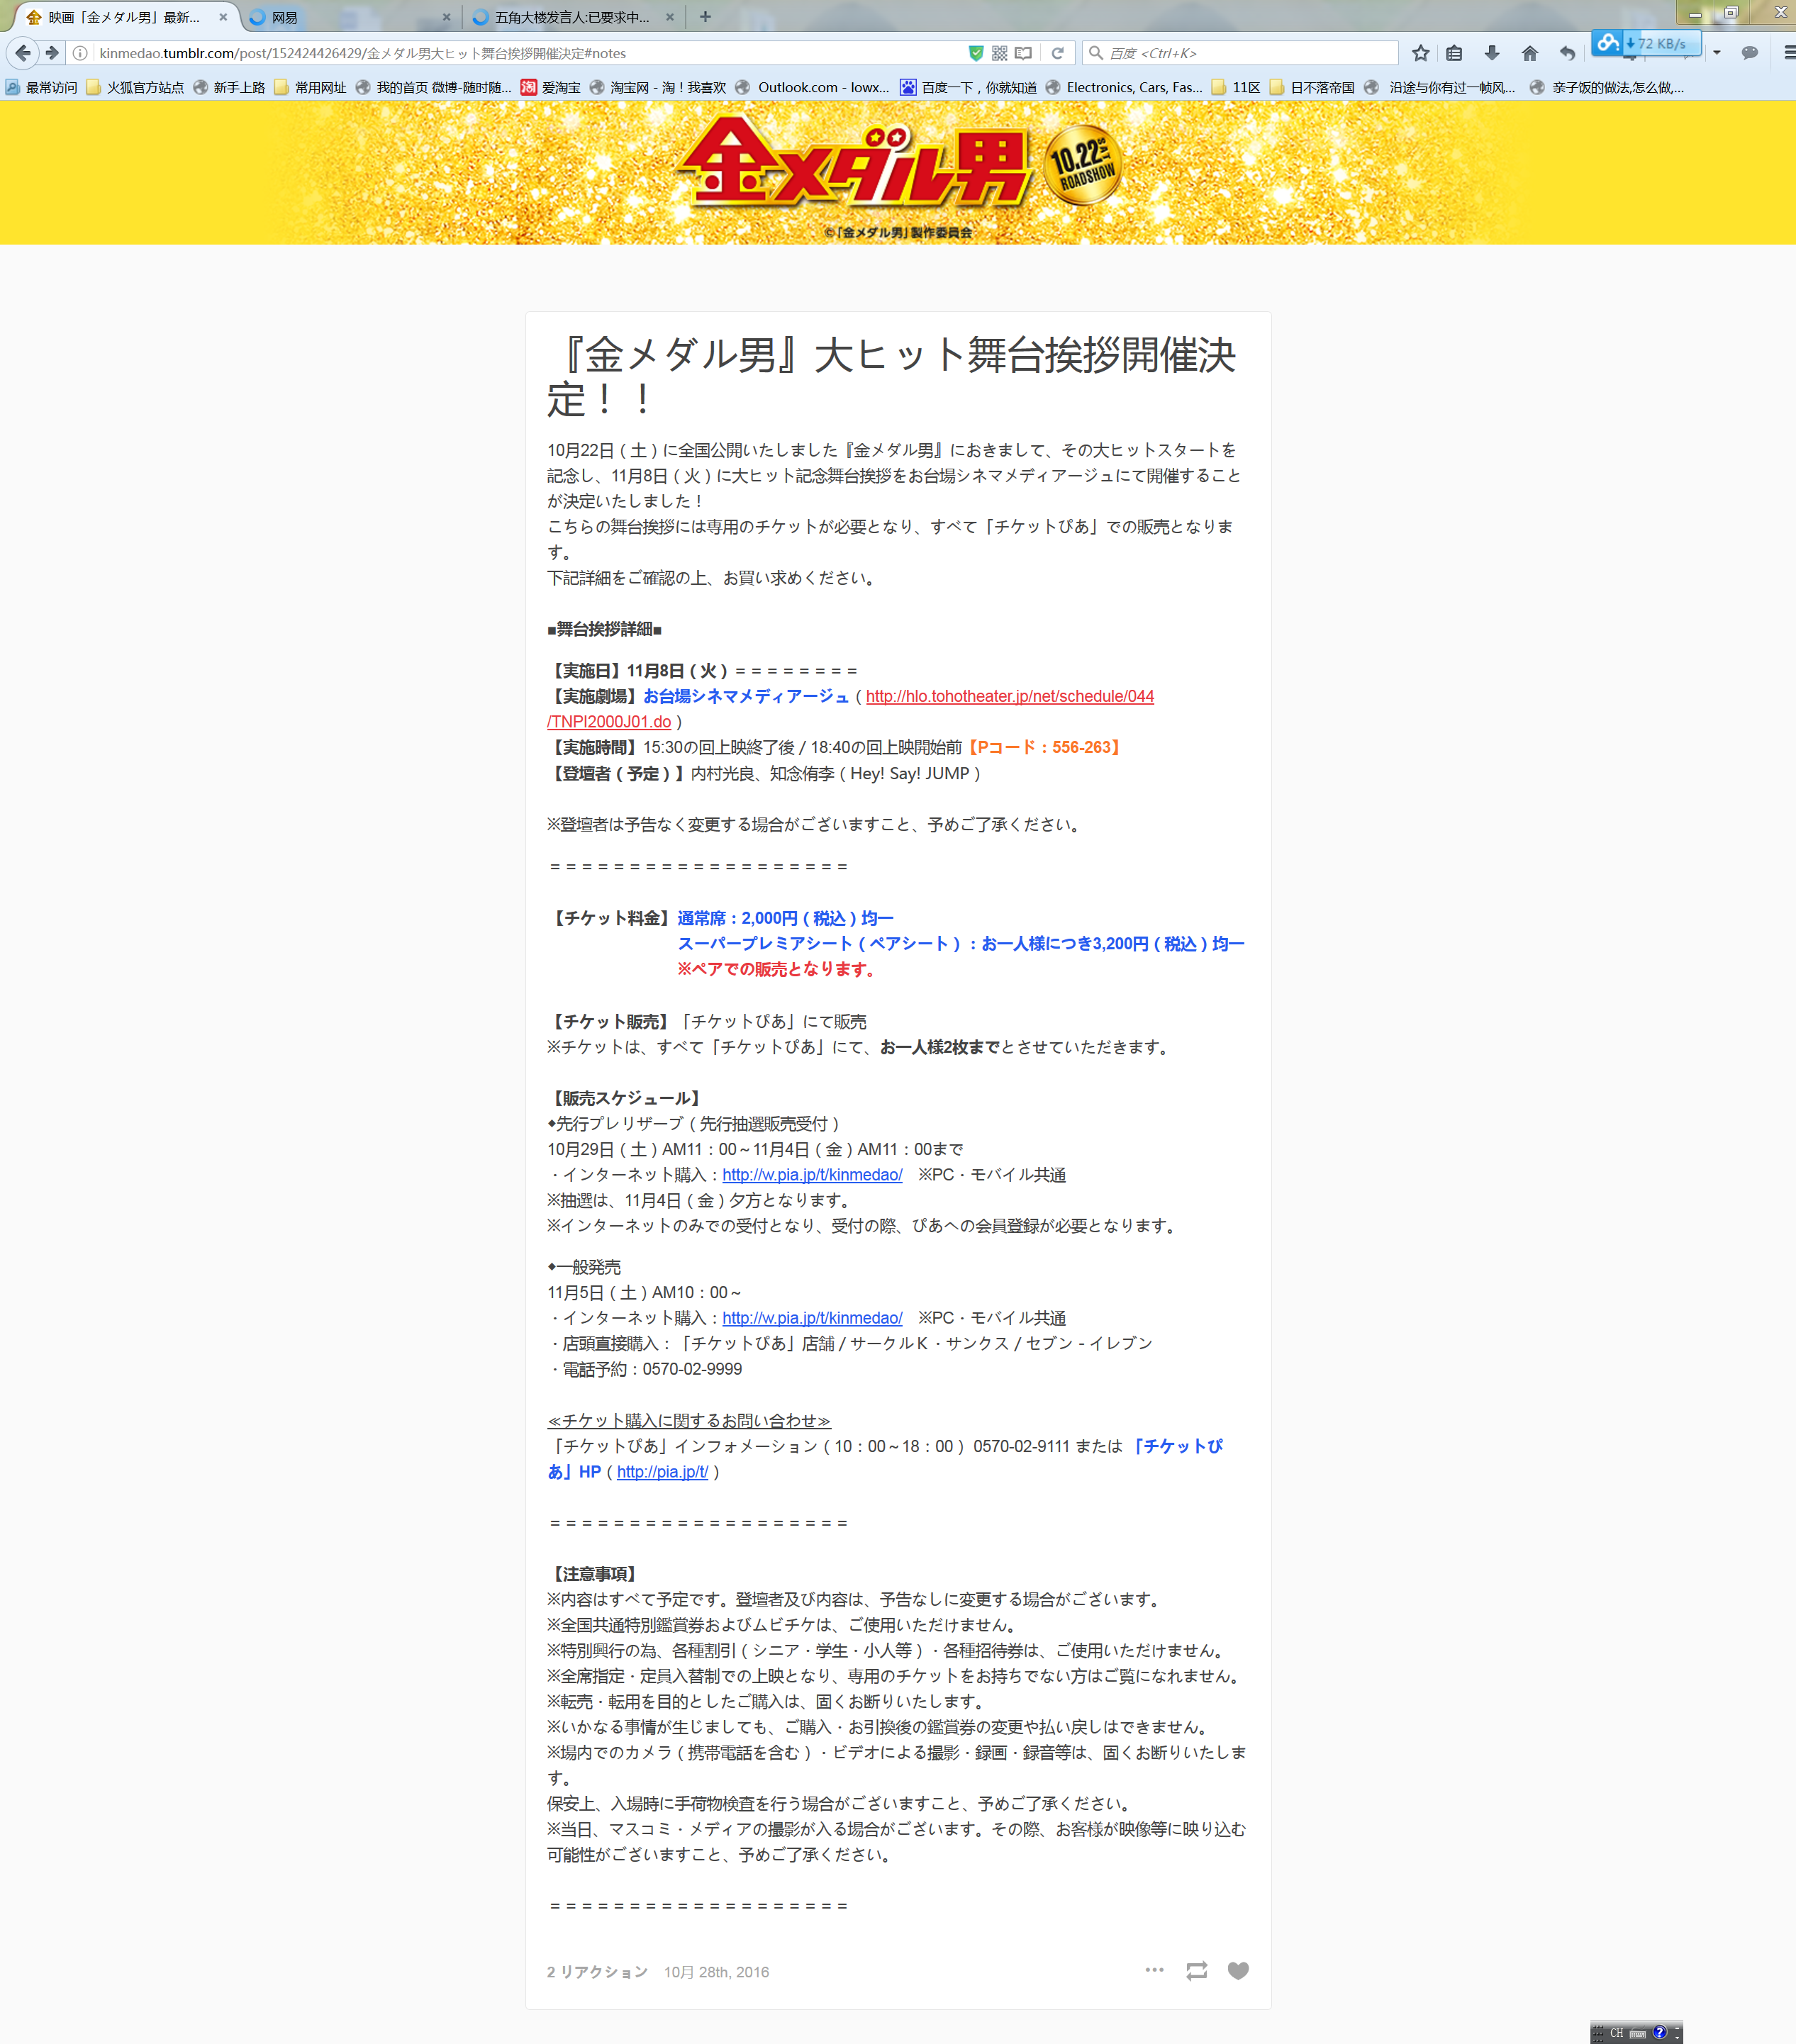 映画「金メダル男」最新...
网易
五角大楼发言人:已要求中...
kinmedao.tumblr.com/post/152424426429/金メダル男大ヒット舞台挨拶開催決定#notes
百度 <Ctrl+K>
72 KB/s
最常访问 火狐官方站点 新手上路 常用网址 我的首页 微博-随时随... 爱淘宝 淘宝网 - 淘！我喜欢 Outlook.com - lowx... 百度一下，你就知道 Electronics, Cars, Fas... 11区 日不落帝国 沿途与你有过一帧风... 亲子饭的做法,怎么做,...
金メダル男 10.22 SAT ROADSHOW
©「金メダル男」製作委員会
『金メダル男』大ヒット舞台挨拶開催決
定！！
10月22日（土）に全国公開いたしました『金メダル男』におきまして、その大ヒットスタートを
記念し、11月8日（火）に大ヒット記念舞台挨拶をお台場シネマメディアージュにて開催すること
が決定いたしました！
こちらの舞台挨拶には専用のチケットが必要となり、すべて「チケットぴあ」での販売となりま
す。
下記詳細をご確認の上、お買い求めください。
■舞台挨拶詳細■
【実施日】11月8日（火）＝＝＝＝＝＝＝＝
【実施劇場】お台場シネマメディアージュ（http://hlo.tohotheater.jp/net/schedule/044
/TNPI2000J01.do）
【実施時間】15:30の回上映終了後 / 18:40の回上映開始前【Pコード：556-263】
【登壇者（予定）】内村光良、知念侑李（Hey! Say! JUMP）
※登壇者は予告なく変更する場合がございますこと、予めご了承ください。
＝＝＝＝＝＝＝＝＝＝＝＝＝＝＝＝＝＝＝
【チケット料金】通常席：2,000円（税込）均一
スーパープレミアシート（ペアシート）：お一人様につき3,200円（税込）均一
※ペアでの販売となります。
【チケット販売】「チケットぴあ」にて販売
※チケットは、すべて「チケットぴあ」にて、お一人様2枚までとさせていただきます。
【販売スケジュール】
◆先行プレリザーブ（先行抽選販売受付）
10月29日（土）AM11：00～11月4日（金）AM11：00まで
・インターネット購入：http://w.pia.jp/t/kinmedao/　※PC・モバイル共通
※抽選は、11月4日（金）夕方となります。
※インターネットのみでの受付となり、受付の際、ぴあへの会員登録が必要となります。
◆一般発売
11月5日（土）AM10：00～
・インターネット購入：http://w.pia.jp/t/kinmedao/　※PC・モバイル共通
・店頭直接購入：「チケットぴあ」店舗 / サークルＫ・サンクス / セブン‐イレブン
・電話予約：0570-02-9999
≪チケット購入に関するお問い合わせ≫
「チケットぴあ」インフォメーション（10：00～18：00）0570-02-9111 または 「チケットぴ
あ」HP（http://pia.jp/t/）
＝＝＝＝＝＝＝＝＝＝＝＝＝＝＝＝＝＝＝
【注意事項】
※内容はすべて予定です。登壇者及び内容は、予告なしに変更する場合がございます。
※全国共通特別鑑賞券およびムビチケは、ご使用いただけません。
※特別興行の為、各種割引（シニア・学生・小人等）・各種招待券は、ご使用いただけません。
※全席指定・定員入替制での上映となり、専用のチケットをお持ちでない方はご覧になれません。
※転売・転用を目的としたご購入は、固くお断りいたします。
※いかなる事情が生じましても、ご購入・お引換後の鑑賞券の変更や払い戻しはできません。
※場内でのカメラ（携帯電話を含む）・ビデオによる撮影・録画・録音等は、固くお断りいたしま
す。
保安上、入場時に手荷物検査を行う場合がございますこと、予めご了承ください。
※当日、マスコミ・メディアの撮影が入る場合がございます。その際、お客様が映像等に映り込む
可能性がございますこと、予めご了承ください。
＝＝＝＝＝＝＝＝＝＝＝＝＝＝＝＝＝＝＝
2 リアクション 10月 28th, 2016
CH